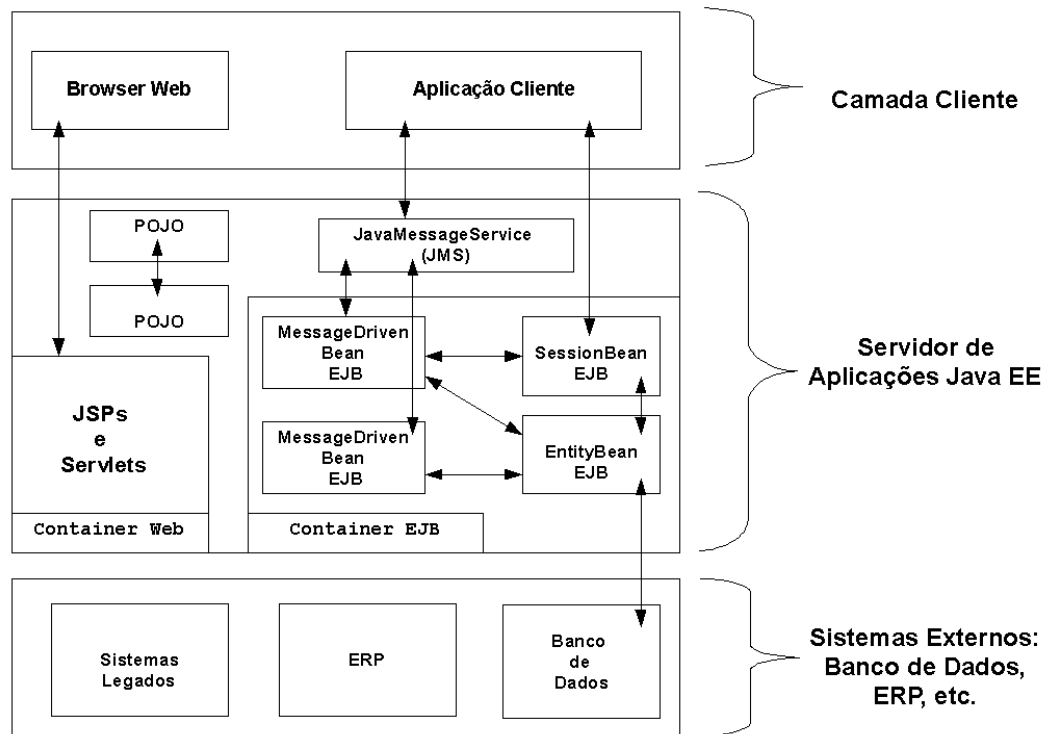 Browser Web
Aplicação Cliente
Camada Cliente
POJO
POJO
JavaMessageService
(JMS)
MessageDriven
Bean
EJB
SessionBean
EJB
MessageDriven
Bean
EJB
EntityBean
EJB
JSPs
e
Servlets
Container Web
Container EJB
Servidor de
Aplicações Java EE
Sistemas
Legados
ERP
Banco
de
Dados
Sistemas Externos:
Banco de Dados,
ERP, etc.